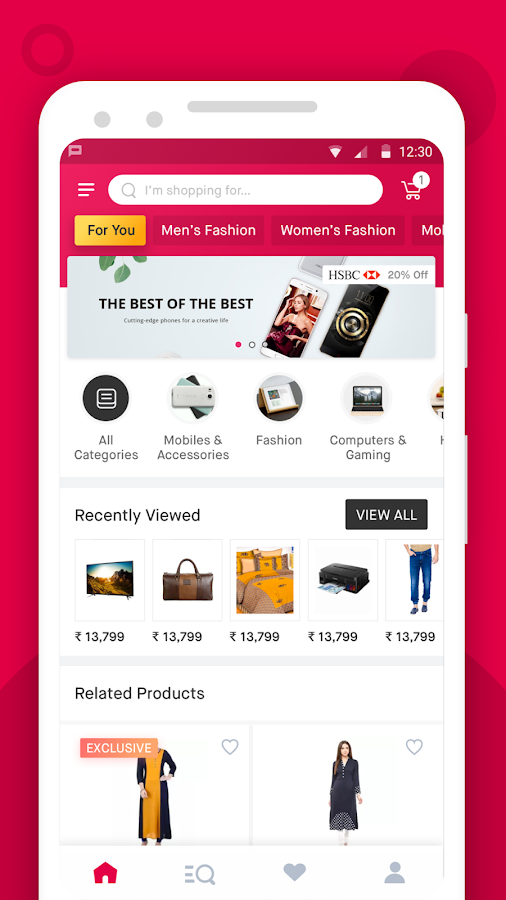 12:30
I'm shopping for...
1
For You
Men's Fashion
Women's Fashion
HSBC
20% Off
THE BEST OF THE BEST
Cutting-edge phones for a creative life
All
Categories
Mobiles &
Accessories
Fashion
Computers &
Gaming
Recently Viewed
VIEW ALL
₹ 13,799
₹ 13,799
₹ 13,799
₹ 13,799
₹ 13,799
Related Products
EXCLUSIVE